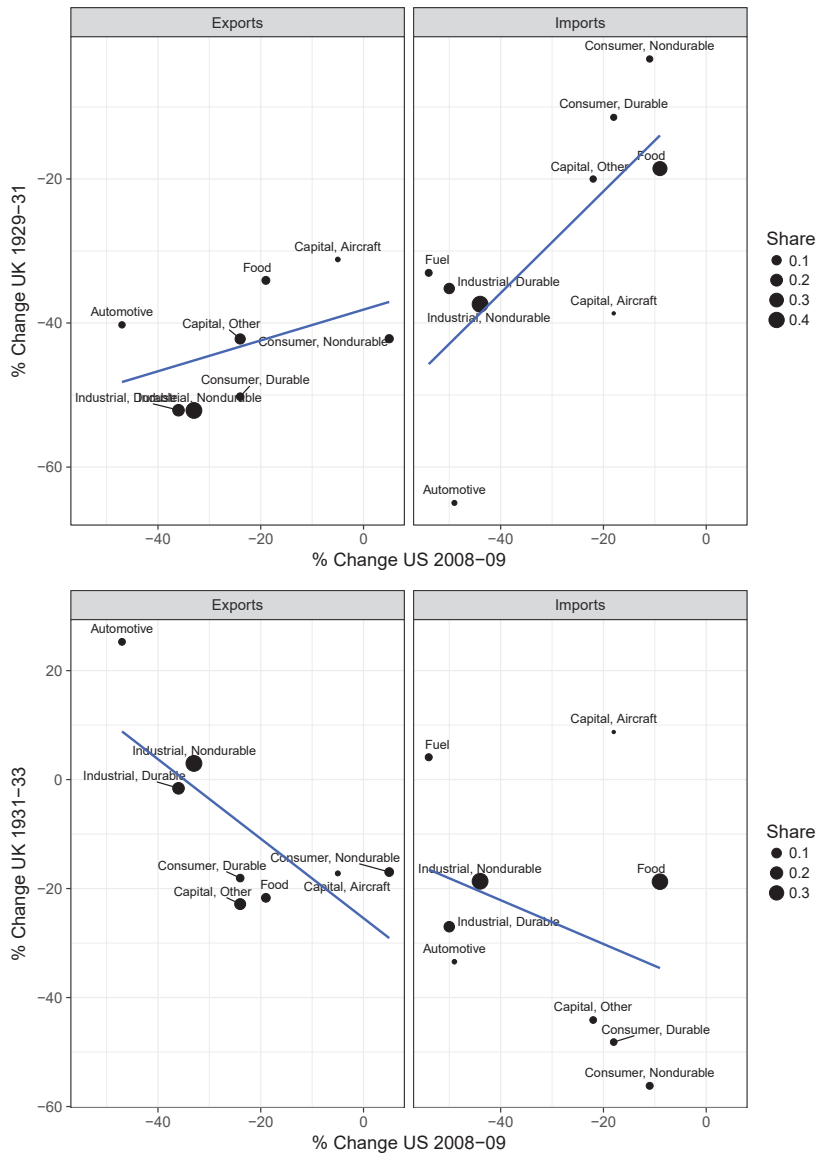 Exports
Imports
Consumer, Nondurable
Consumer, Durable
Food
Capital, Other
−20
Capital, Aircraft
Food
Fuel
Industrial, Durable
Automotive
Capital, Other
Capital, Aircraft
Industrial, Nondurable
−40
Consumer, Nondurable
Consumer, Durable
Industrial, Durable
Industrial, Nondurable
−60
Automotive
% Change UK 1929−31
−40 −20 0
−40 −20 0
% Change US 2008−09
Share
0.1
0.2
0.3
0.4
Exports
Imports
Automotive
20
Capital, Aircraft
Fuel
Industrial, Nondurable
0
Industrial, Durable
Consumer, Nondurable
Consumer, Durable
Capital, Other
Food
Capital, Aircraft
−20
Industrial, Nondurable
Food
Industrial, Durable
Automotive
−40
Capital, Other
Consumer, Durable
Consumer, Nondurable
−60
% Change UK 1931−33
−40 −20 0
−40 −20 0
% Change US 2008−09
Share
0.1
0.2
0.3